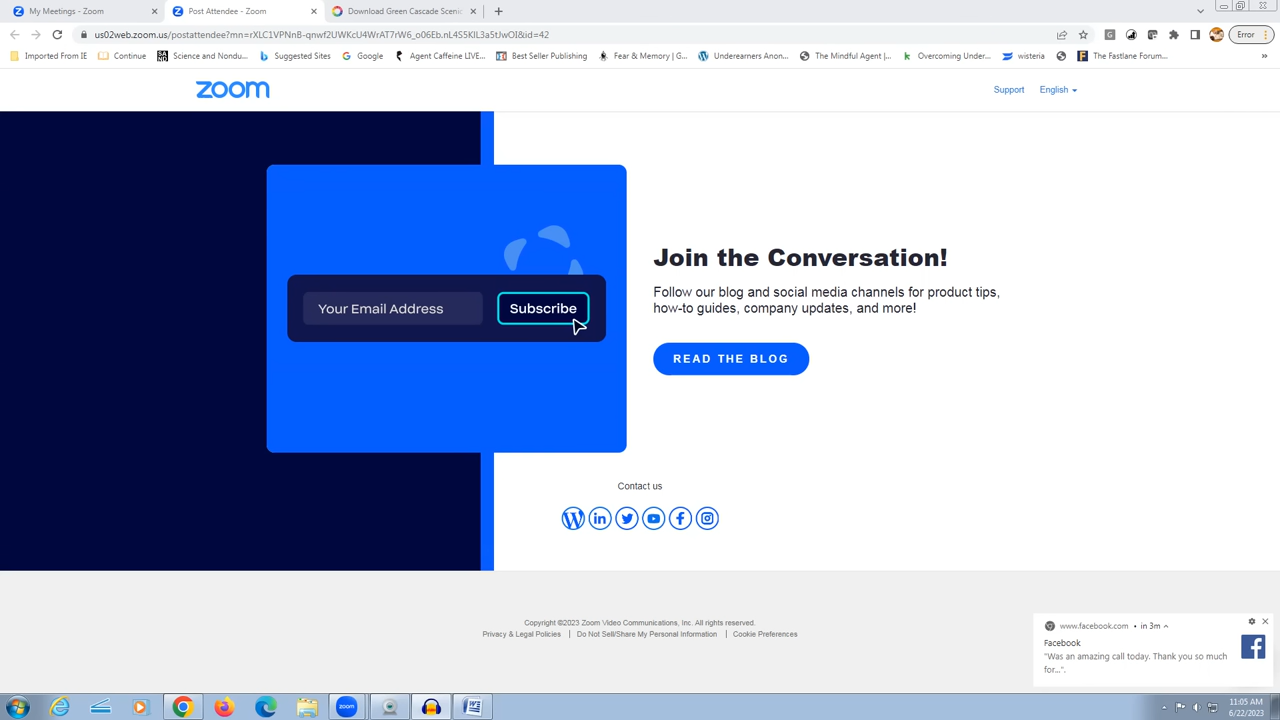 My Meetings - Zoom
Post Attendee - Zoom
Download Green Cascade Scenic
us02web.zoom.us/postattendee?mn=rXLC1VPNnB-qnwf2UWKcU4WrAT7rW6_o06Eb.nL4S5KIL3a5tJwOI&id=42
Error
Imported From IE
Continue
Science and Nondu...
Suggested Sites
Google
Agent Caffeine LIVE...
Best Seller Publishing
Fear & Memory | G...
Underearners Anon...
The Mindful Agent |...
Overcoming Under...
wisteria
The Fastlane Forum...
zoom
Support
English
Your Email Address
Subscribe
Join the Conversation!
Follow our blog and social media channels for product tips,
how-to guides, company updates, and more!
READ THE BLOG
Contact us
Copyright ©2023 Zoom Video Communications, Inc. All rights reserved.
Privacy & Legal Policies | Do Not Sell/Share My Personal Information | Cookie Preferences
www.facebook.com • in 3m
Facebook
"Was an amazing call today. Thank you so much
for...".
zoom
11:05 AM
6/22/2023